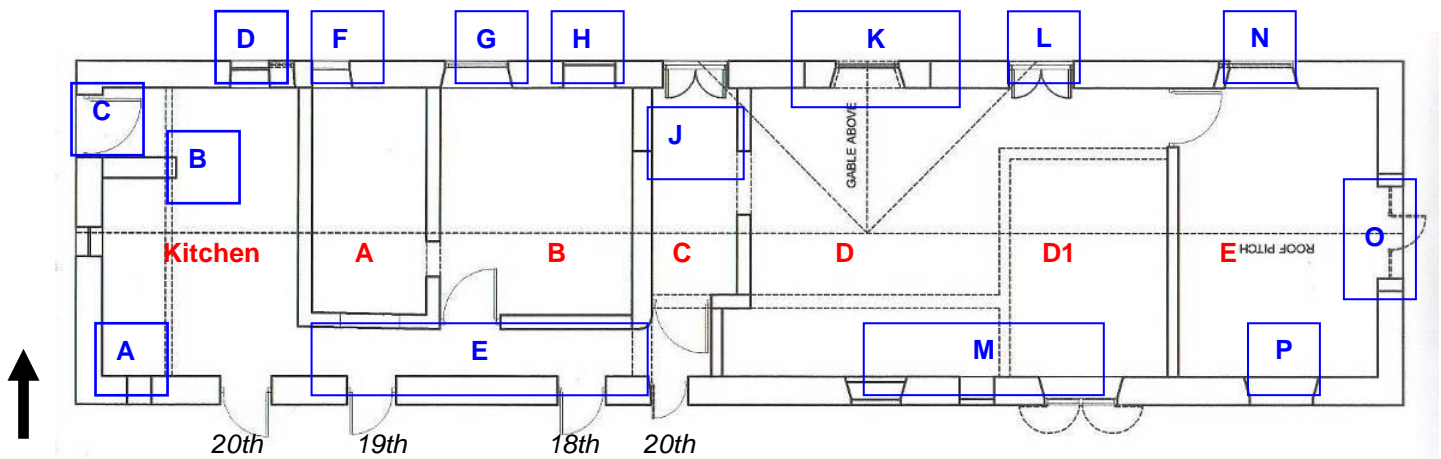 D F G H K L N
C
B
J
GABLE ABOVE
Kitchen A B C D D1 E ROOF PITCH O
A E M P
20th 19th 18th 20th